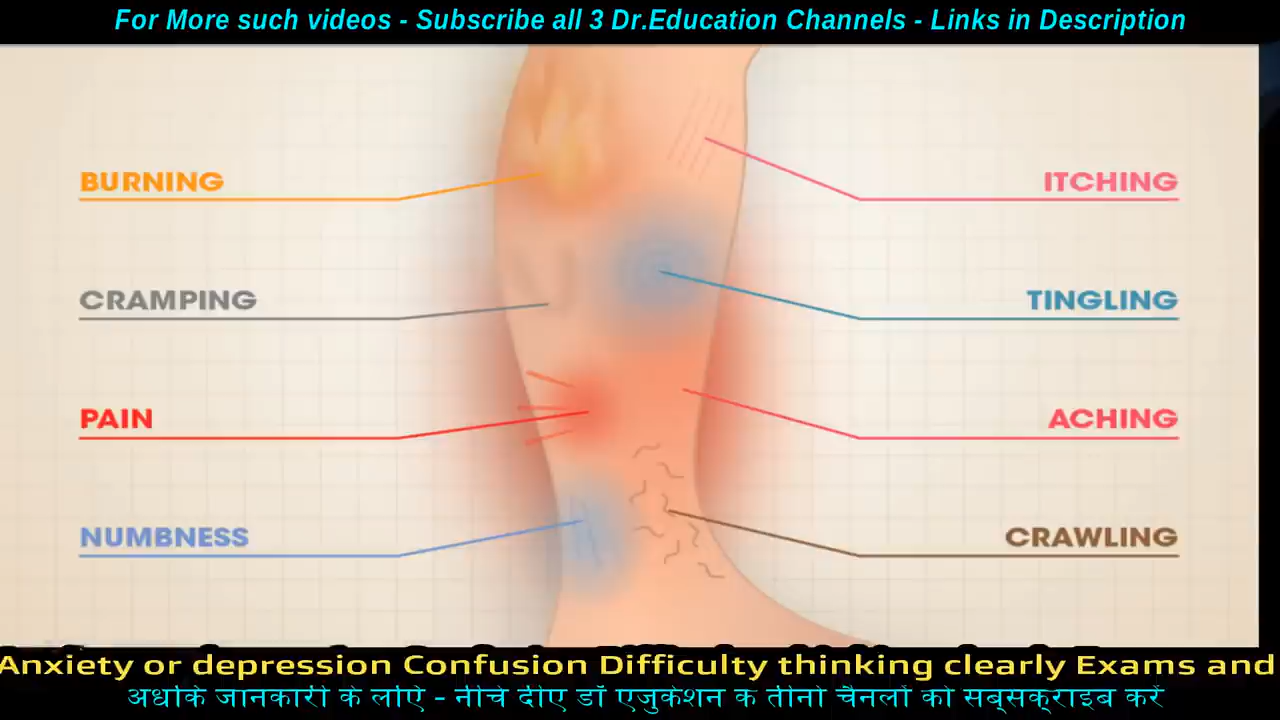 For More such videos - Subscribe all 3 Dr.Education Channels - Links in Description
BURNING
ITCHING
CRAMPING
TINGLING
PAIN
ACHING
NUMBNESS
CRAWLING
Anxiety or depression Confusion Difficulty thinking clearly Exams and
अधिक जानकारी के लिए - नीचे दीए डॉ एजुकेशन के तीनों चैनलों को सब्सक्राइब करें